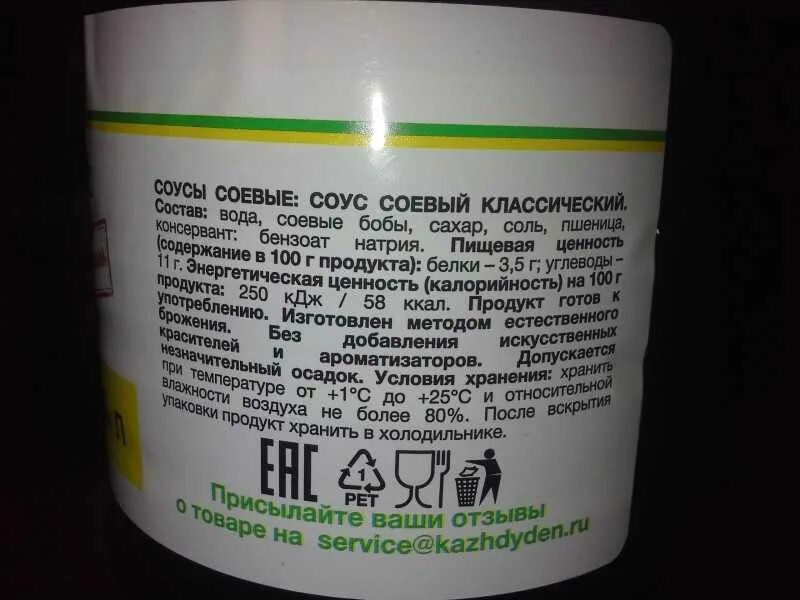 СОУСЫ СОЕВЫЕ: СОУС СОЕВЫЙ КЛАССИЧЕСКИЙ.
Состав: вода, соевые бобы, сахар, соль, пшеница,
консервант: бензоат натрия. Пищевая ценность
(содержание в 100 г продукта): белки – 3,5 г; углеводы –
11 г. Энергетическая ценность (калорийность) на 100 г
продукта: 250 кДж / 58 ккал. Продукт готов к
употреблению. Изготовлен методом естественного
брожения. Без добавления искусственных
красителей и ароматизаторов. Допускается
незначительный осадок. Условия хранения: хранить
при температуре от +1°С до +25°С и относительной
влажности воздуха не более 80%. После вскрытия
упаковки продукт хранить в холодильнике.
ЕАС
1
PET
Присылайте ваши отзывы
о товаре на service@kazhdyden.ru